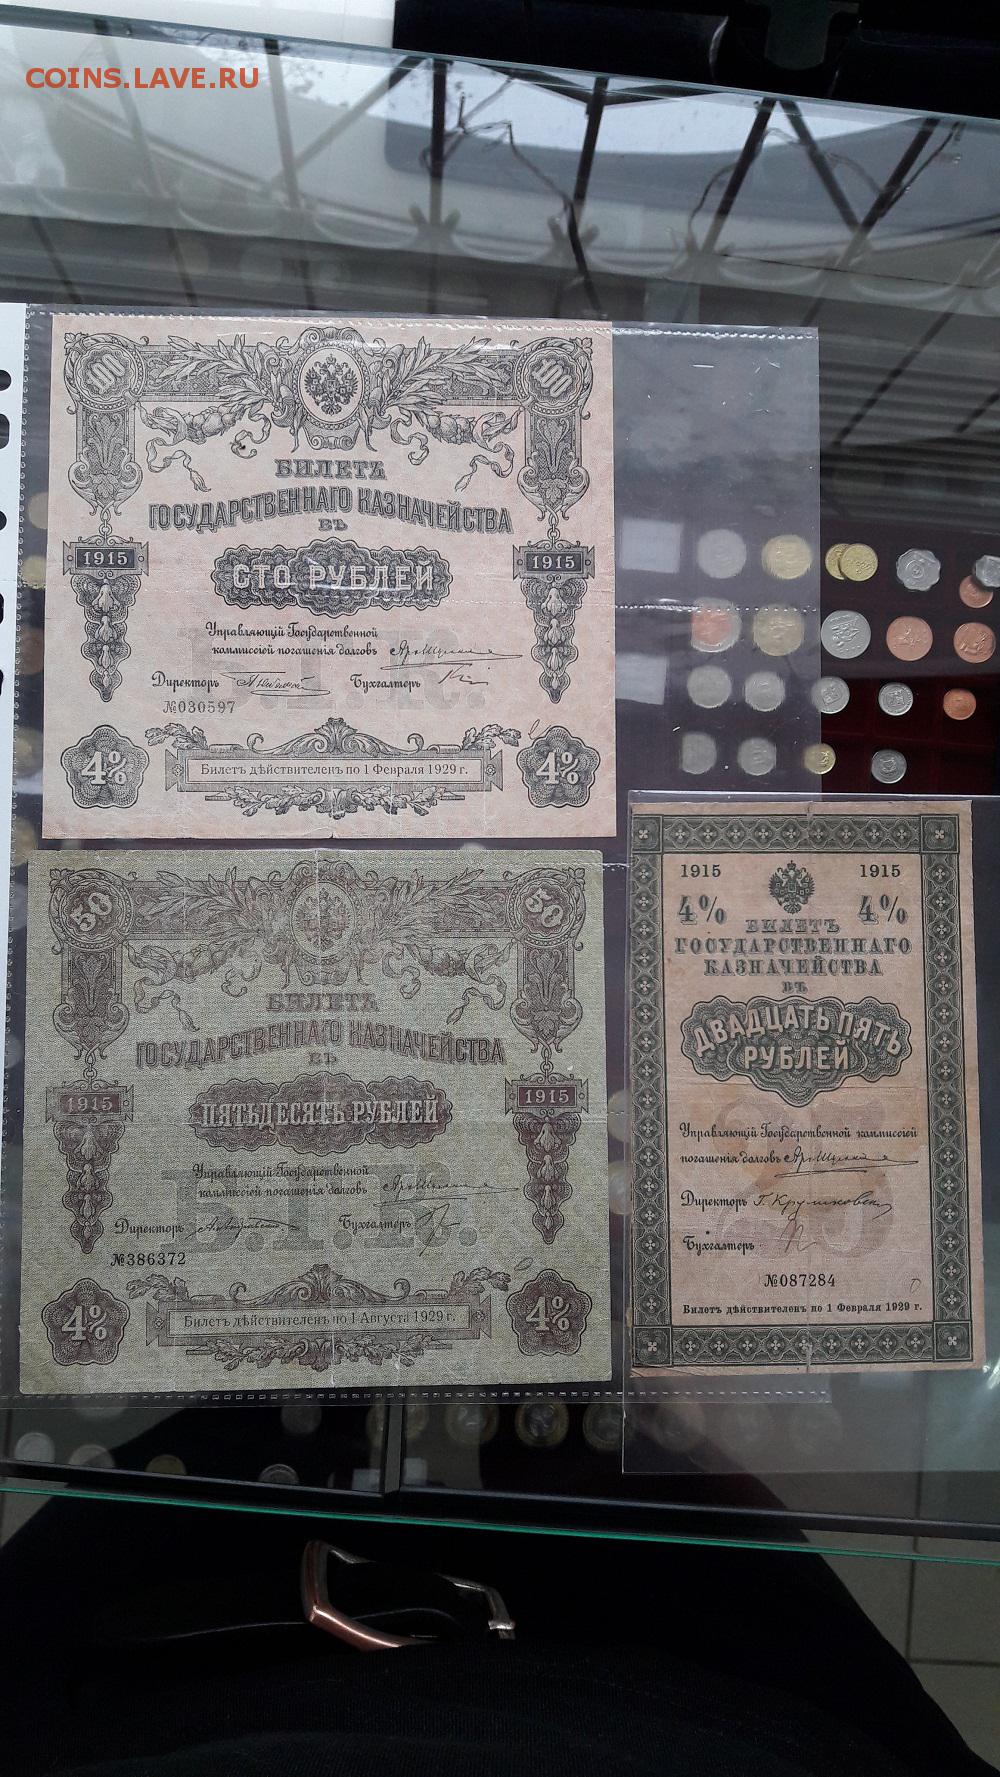 COINS.LAVE.RU
100 100
БИЛЕТЪ
ГОСУДАРСТВЕННАГО КАЗНАЧЕЙСТВА
ВЪ
1915 1915
СТО РУБЛЕЙ
Управляющій Государственной
коммиссіей погашенія долговъ
Директоръ Бухгалтеръ
№030597
4% 4%
Билетъ дѣйствителенъ по 1 Февраля 1929 г.
50 50
БИЛЕТЪ
ГОСУДАРСТВЕННАГО КАЗНАЧЕЙСТВА
ВЪ
1915 1915
ПЯТЬДЕСЯТЪ РУБЛЕЙ
Управляющій Государственной
коммиссіей погашенія долговъ
Директоръ Бухгалтеръ
№386372
4% 4%
Билетъ дѣйствителенъ по 1 Августа 1929 г.
1915 1915
4% 4%
БИЛЕТЪ
ГОСУДАРСТВЕННАГО
КАЗНАЧЕЙСТВА
ВЪ
ДВАДЦАТЬ ПЯТЬ
РУБЛЕЙ
25
Управляющій Государственной коммиссіей
погашенія долговъ
Директоръ
Бухгалтеръ
№087284
Билетъ дѣйствителенъ по 1 Февраля 1929 г.